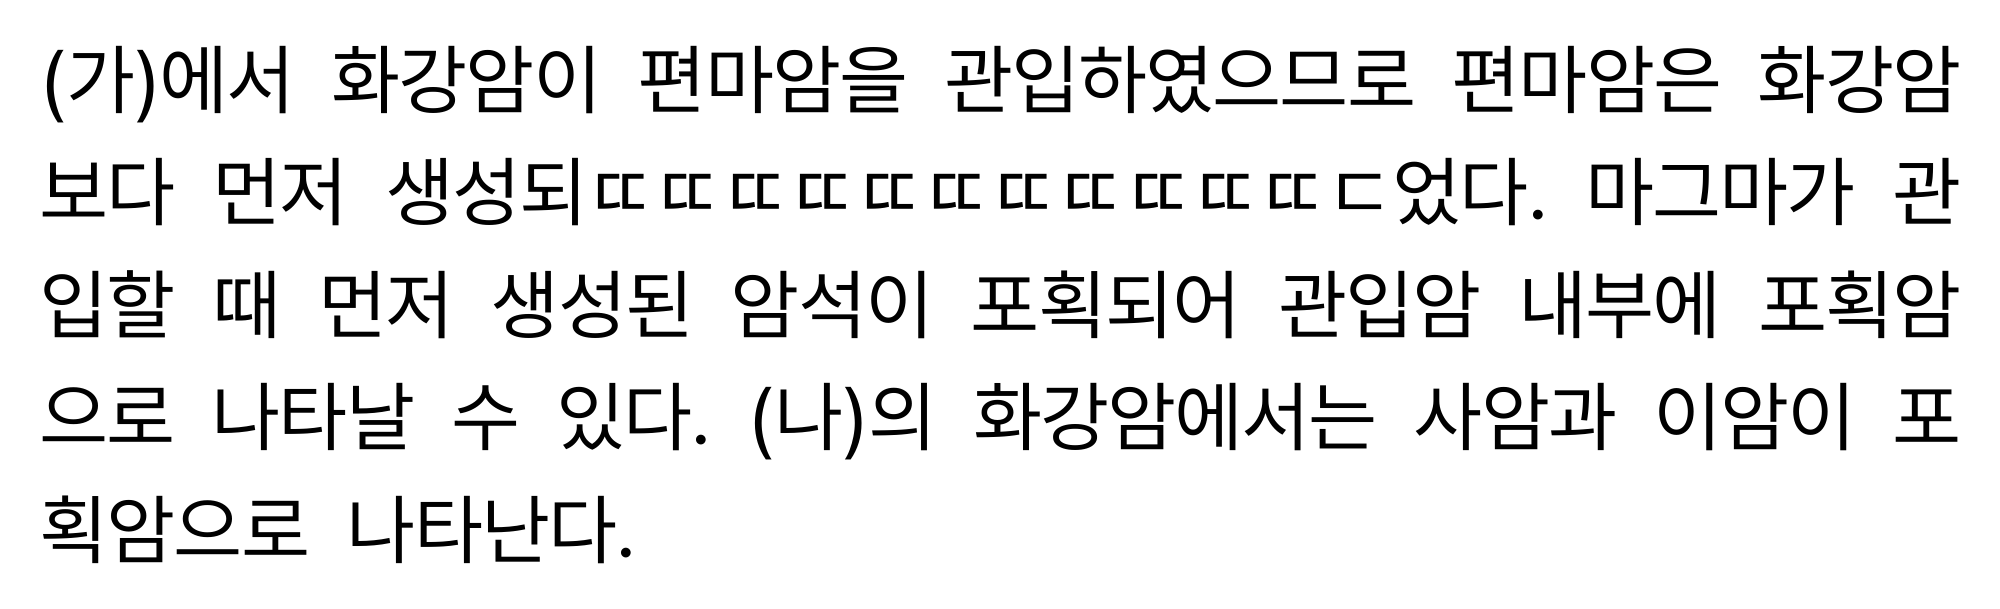 (가)에서 화강암이 편마암을 관입하였으므로 편마암은 화강암
보다 먼저 생성되ㄸㄸㄸㄸㄸㄸㄸㄸㄸㄸㄸㄷ었다. 마그마가 관
입할 때 먼저 생성된 암석이 포획되어 관입암 내부에 포획암
으로 나타날 수 있다. (나)의 화강암에서는 사암과 이암이 포
획암으로 나타난다.